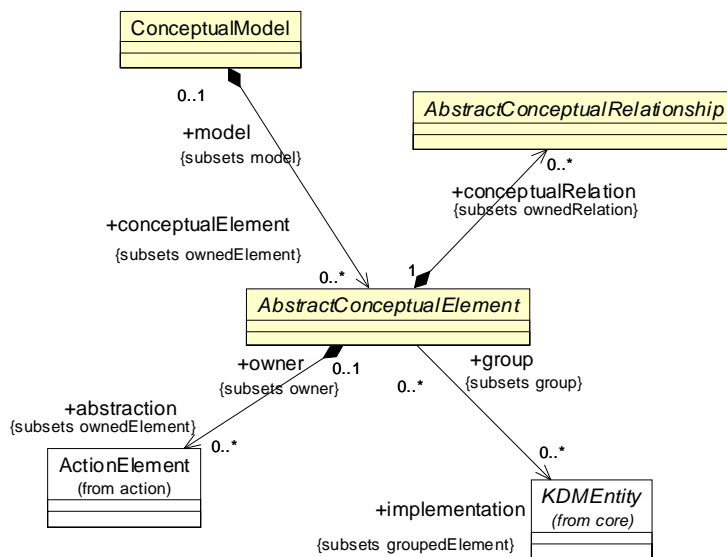 ConceptualModel
0..1
AbstractConceptualRelationship
+model
{subsets model}
0..*
+conceptualRelation
{subsets ownedRelation}
+conceptualElement
{subsets ownedElement}
0..*
1
AbstractConceptualElement
+owner
0..1
{subsets owner}
+group
0..*
{subsets group}
+abstraction
{subsets ownedElement}
0..*
0..*
ActionElement
(from action)
KDMEntity
(from core)
+implementation
{subsets groupedElement}